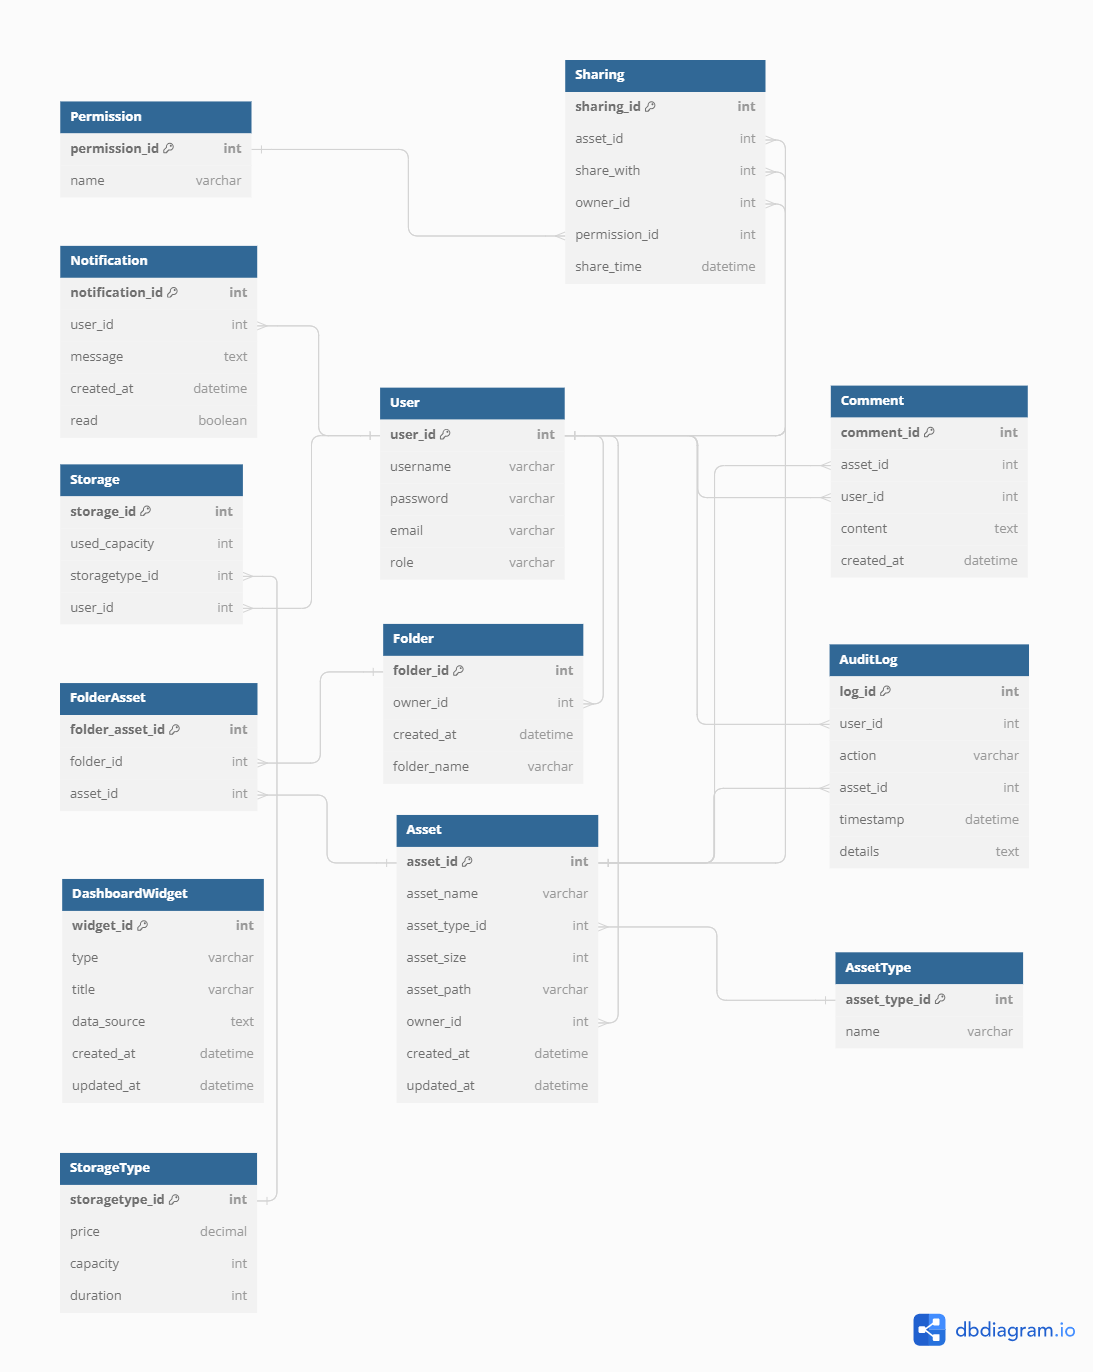 Sharing
sharing_id int
asset_id int
share_with int
owner_id int
permission_id int
share_time datetime
Permission
permission_id int
name varchar
Notification
notification_id int
user_id int
message text
created_at datetime
read boolean
User
user_id int
username varchar
password varchar
email varchar
role varchar
Comment
comment_id int
asset_id int
user_id int
content text
created_at datetime
Storage
storage_id int
used_capacity int
storagetype_id int
user_id int
Folder
folder_id int
owner_id int
created_at datetime
folder_name varchar
AuditLog
log_id int
user_id int
action varchar
asset_id int
timestamp datetime
details text
FolderAsset
folder_asset_id int
folder_id int
asset_id int
Asset
asset_id int
asset_name varchar
asset_type_id int
asset_size int
asset_path varchar
owner_id int
created_at datetime
updated_at datetime
DashboardWidget
widget_id int
type varchar
title varchar
data_source text
created_at datetime
updated_at datetime
AssetType
asset_type_id int
name varchar
StorageType
storagetype_id int
price decimal
capacity int
duration int
dbdiagram.io